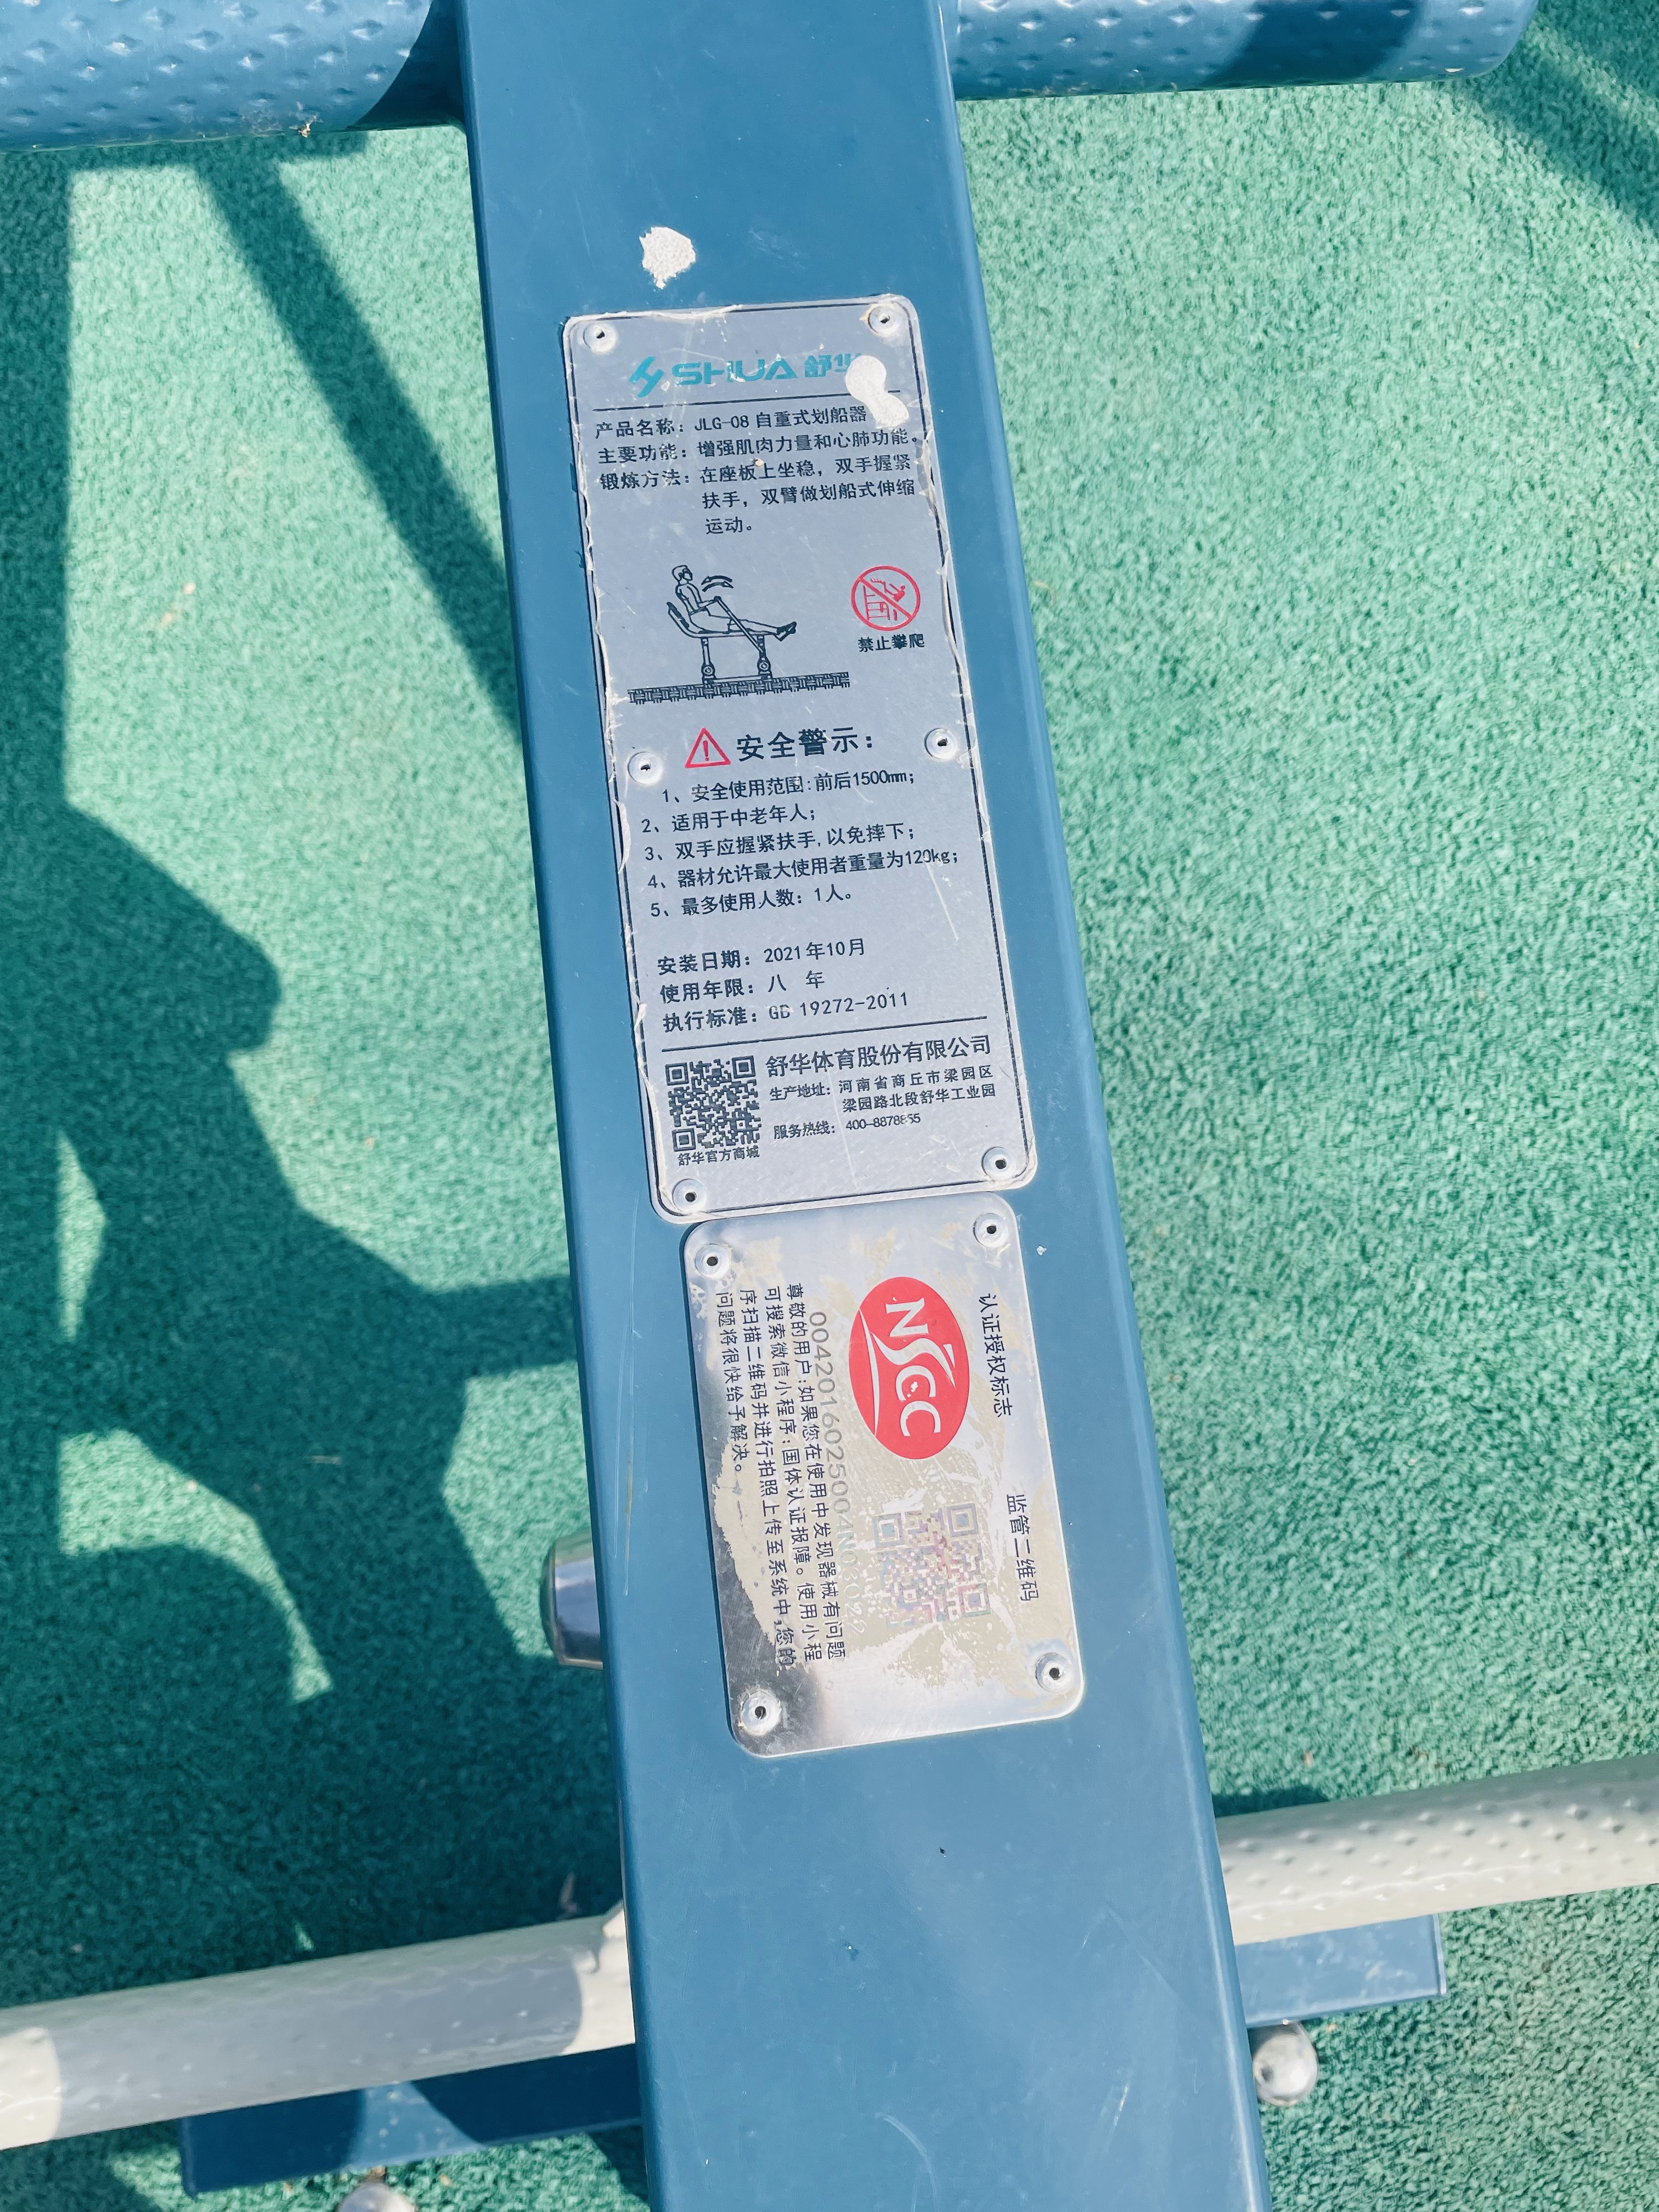 SHUA 舒华
产品名称：JLG-08 自重式划船器
主要功能：增强肌肉力量和心肺功能。
锻炼方法：在座板上坐稳，双手握紧
扶手，双臂做划船式伸缩
运动。
禁止攀爬
安全警示：
1、安全使用范围:前后1500mm；
2、适用于中老年人；
3、双手应握紧扶手,以免摔下；
4、器材允许最大使用者重量为120kg；
5、最多使用人数：1人。
安装日期：2021年10月
使用年限：八 年
执行标准：GB 19272-2011
舒华体育股份有限公司
生产地址：河南省商丘市梁园区
梁园路北段舒华工业园
服务热线：
舒华官方商城
认证授权标志
监管二维码
NSCC
尊敬的用户:如果您在使用中发现器械有问题
可搜索微信小程序:国体认证报障。使用小程
序扫描二维码并进行拍照上传至系统中,您的
问题将很快给予解决。